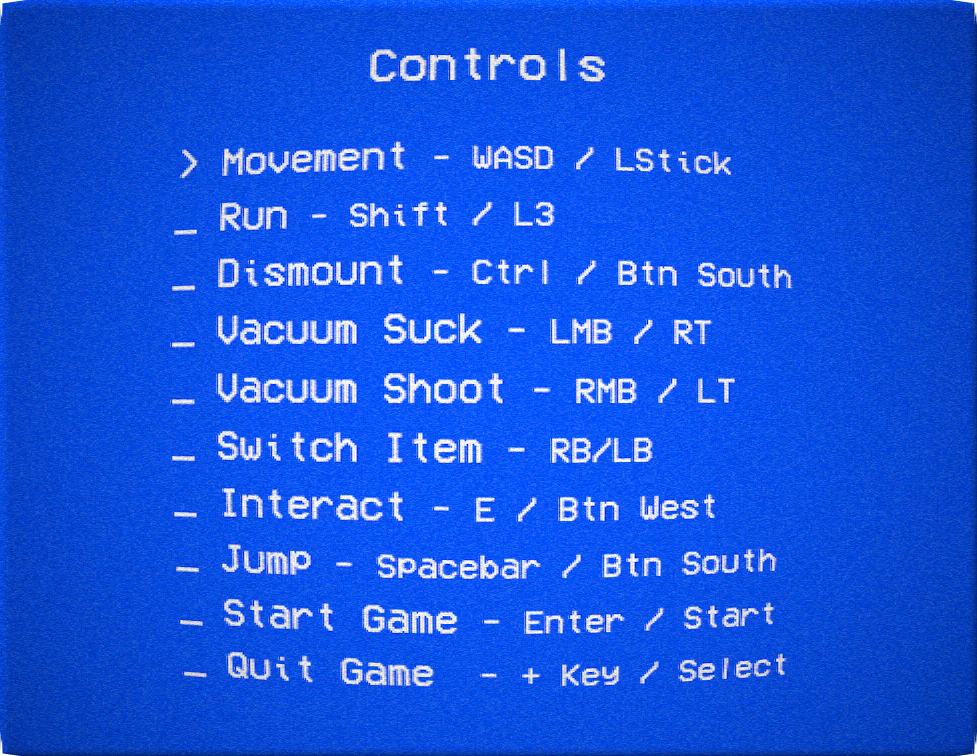 Controls
> Movement - WASD / LStick
_ Run - Shift / L3
_ Dismount - Ctrl / Btn South
_ Vacuum Suck - LMB / RT
_ Vacuum Shoot - RMB / LT
_ Switch Item - RB/LB
_ Interact - E / Btn West
_ Jump - Spacebar / Btn South
_ Start Game - Enter / Start
_ Quit Game - + Key / Select